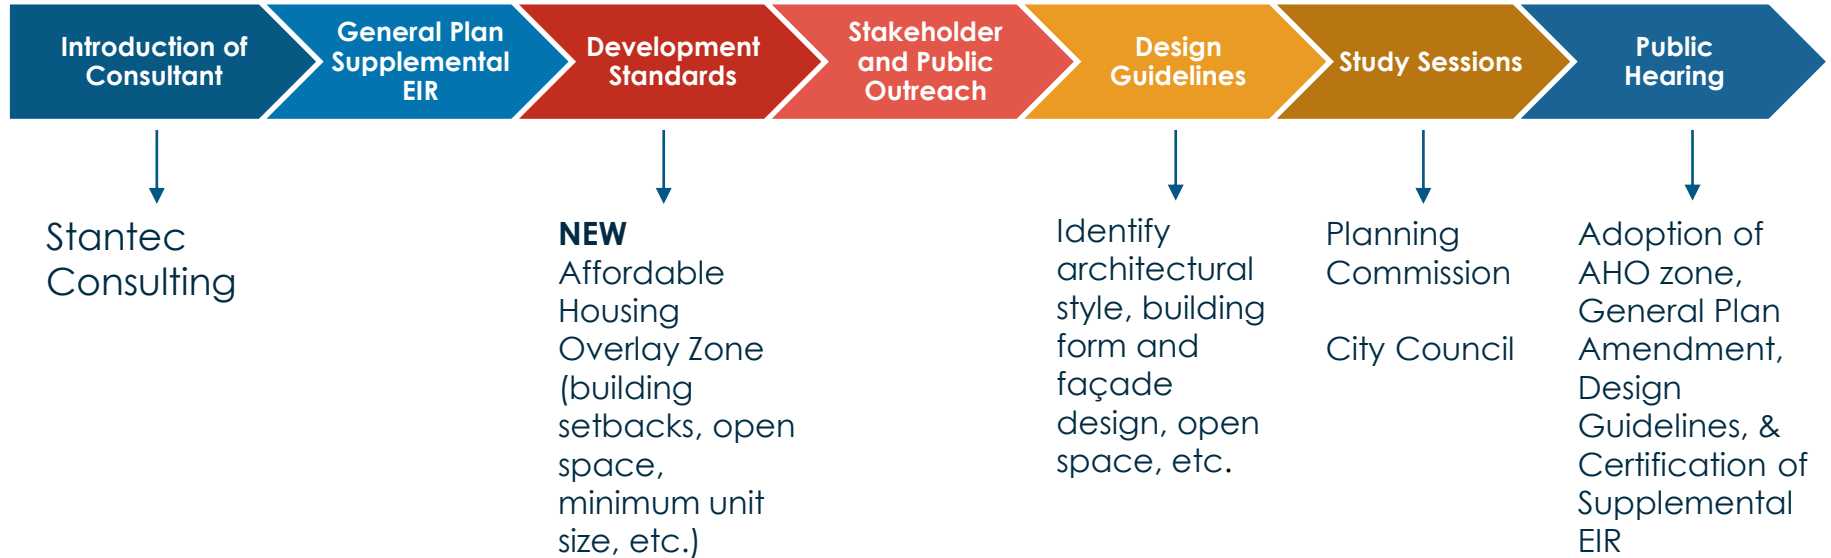 Introduction of
Consultant
General Plan
Supplemental
EIR
Development
Standards
Stakeholder
and Public
Outreach
Design
Guidelines
Study Sessions
Public
Hearing
Stantec
Consulting
NEW
Affordable
Housing
Overlay Zone
(building
setbacks, open
space,
minimum unit
size, etc.)
Identify
architectural
style, building
form and
façade
design, open
space, etc.
Planning
Commission
City Council
Adoption of
AHO zone,
General Plan
Amendment,
Design
Guidelines, &
Certification of
Supplemental
EIR